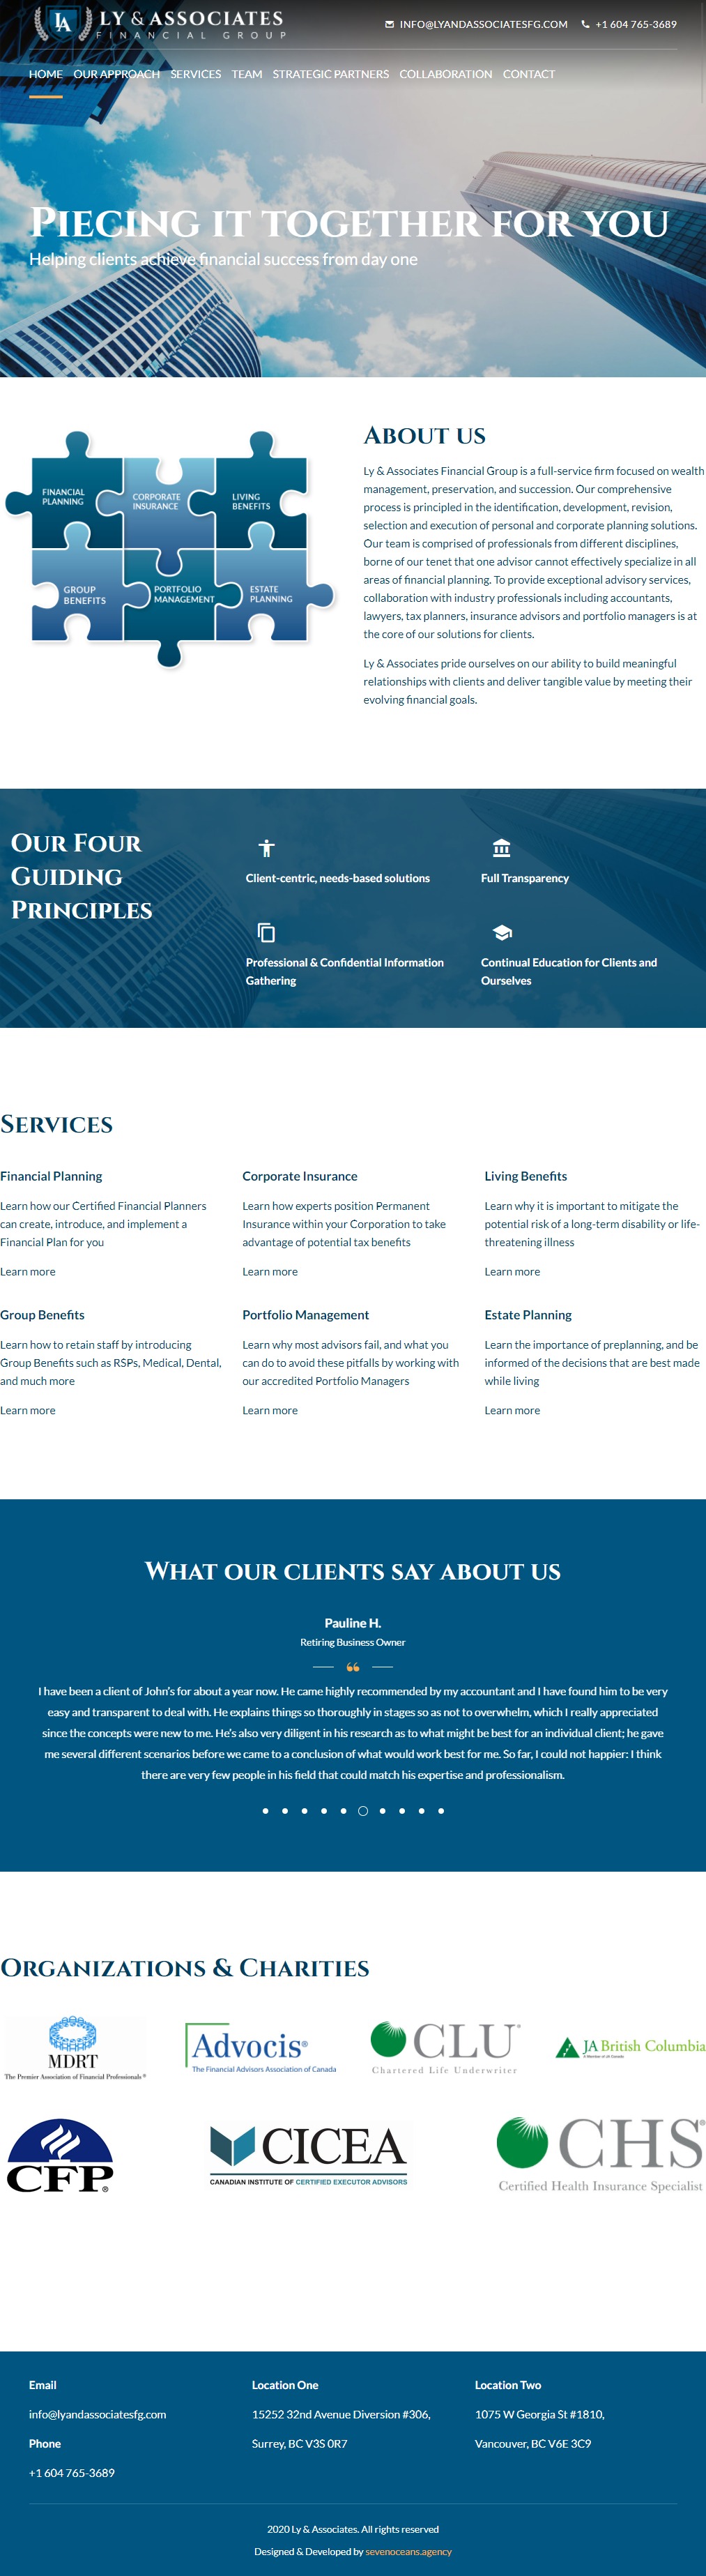 LY & ASSOCIATES
FINANCIAL GROUP
INFO@LYANDASSOCIATESFG.COM
+1 604 765-3689
HOME OUR APPROACH SERVICES TEAM STRATEGIC PARTNERS COLLABORATION CONTACT
PIECING IT TOGETHER FOR YOU
Helping clients achieve financial success from day one
FINANCIAL
PLANNING
CORPORATE
INSURANCE
LIVING
BENEFITS
GROUP
BENEFITS
PORTFOLIO
MANAGEMENT
ESTATE
PLANNING
ABOUT US
Ly & Associates Financial Group is a full-service firm focused on wealth
management, preservation, and succession. Our comprehensive
process is principled in the identification, development, revision,
selection and execution of personal and corporate planning solutions.
Our team is comprised of professionals from different disciplines,
borne of our tenet that one advisor cannot effectively specialize in all
areas of financial planning. To provide exceptional advisory services,
collaboration with industry professionals including accountants,
lawyers, tax planners, insurance advisors and portfolio managers is at
the core of our solutions for clients.
Ly & Associates pride ourselves on our ability to build meaningful
relationships with clients and deliver tangible value by meeting their
evolving financial goals.
OUR FOUR
GUIDING
PRINCIPLES
Client-centric, needs-based solutions
Full Transparency
Professional & Confidential Information
Gathering
Continual Education for Clients and
Ourselves
SERVICES
Financial Planning
Learn how our Certified Financial Planners
can create, introduce, and implement a
Financial Plan for you
Learn more
Corporate Insurance
Learn how experts position Permanent
Insurance within your Corporation to take
advantage of potential tax benefits
Learn more
Living Benefits
Learn why it is important to mitigate the
potential risk of a long-term disability or life-
threatening illness
Learn more
Group Benefits
Learn how to retain staff by introducing
Group Benefits such as RSPs, Medical, Dental,
and much more
Learn more
Portfolio Management
Learn why most advisors fail, and what you
can do to avoid these pitfalls by working with
our accredited Portfolio Managers
Learn more
Estate Planning
Learn the importance of preplanning, and be
informed of the decisions that are best made
while living
Learn more
WHAT OUR CLIENTS SAY ABOUT US
Pauline H.
Retiring Business Owner
I have been a client of John's for about a year now. He came highly recommended by my accountant and I have found him to be very
easy and transparent to deal with. He explains things so thoroughly in stages so as not to overwhelm, which I really appreciated
since the concepts were new to me. He's also very diligent in his research as to what might be best for an individual client; he gave
me several different scenarios before we came to a conclusion of what would work best for me. So far, I could not happier: I think
there are very few people in his field that could match his expertise and professionalism.
ORGANIZATIONS & CHARITIES
MDRT
The Premier Association of Financial Professionals®
Advocis®
The Financial Advisors Association of Canada
CLU®
Chartered Life Underwriter
JA British Columbia
A Member of JA Canada
CFP®
CICEA
CANADIAN INSTITUTE OF CERTIFIED EXECUTOR ADVISORS
CHS®
Certified Health Insurance Specialist
Email
info@lyandassociatesfg.com
Phone
+1 604 765-3689
Location One
15252 32nd Avenue Diversion #306,
Surrey, BC V3S 0R7
Location Two
1075 W Georgia St #1810,
Vancouver, BC V6E 3C9
2020 Ly & Associates. All rights reserved
Designed & Developed by sevenoceans.agency